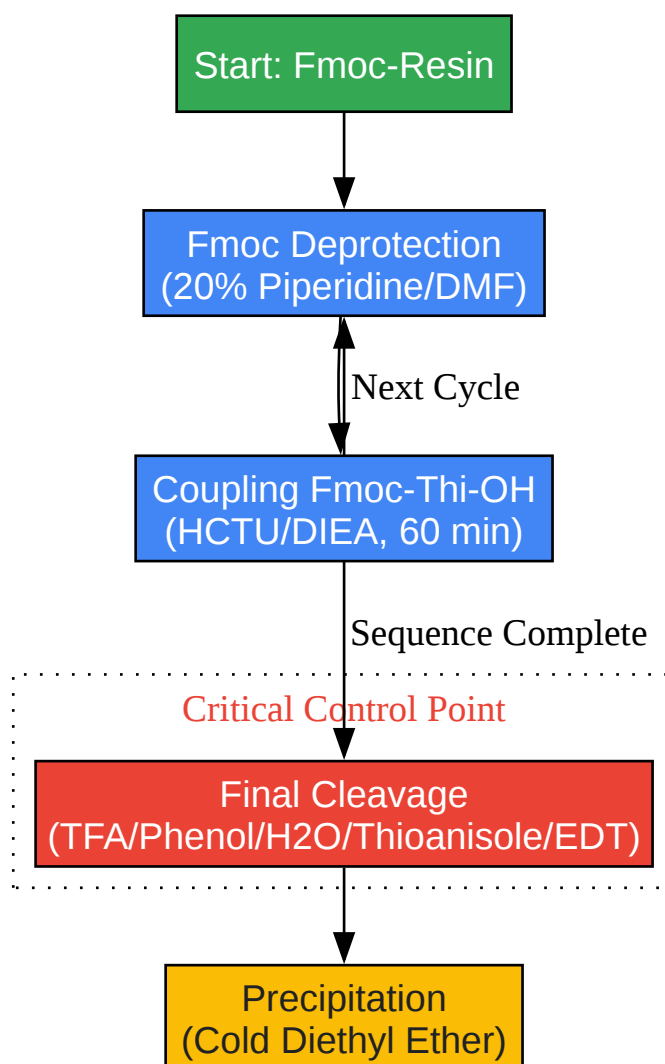 Start: Fmoc-Resin
Fmoc Deprotection
(20% Piperidine/DMF)
Next Cycle
Coupling Fmoc-Thi-OH
(HCTU/DIEA, 60 min)
Sequence Complete
Critical Control Point
Final Cleavage
(TFA/Phenol/H2O/Thioanisole/EDT)
Precipitation
(Cold Diethyl Ether)